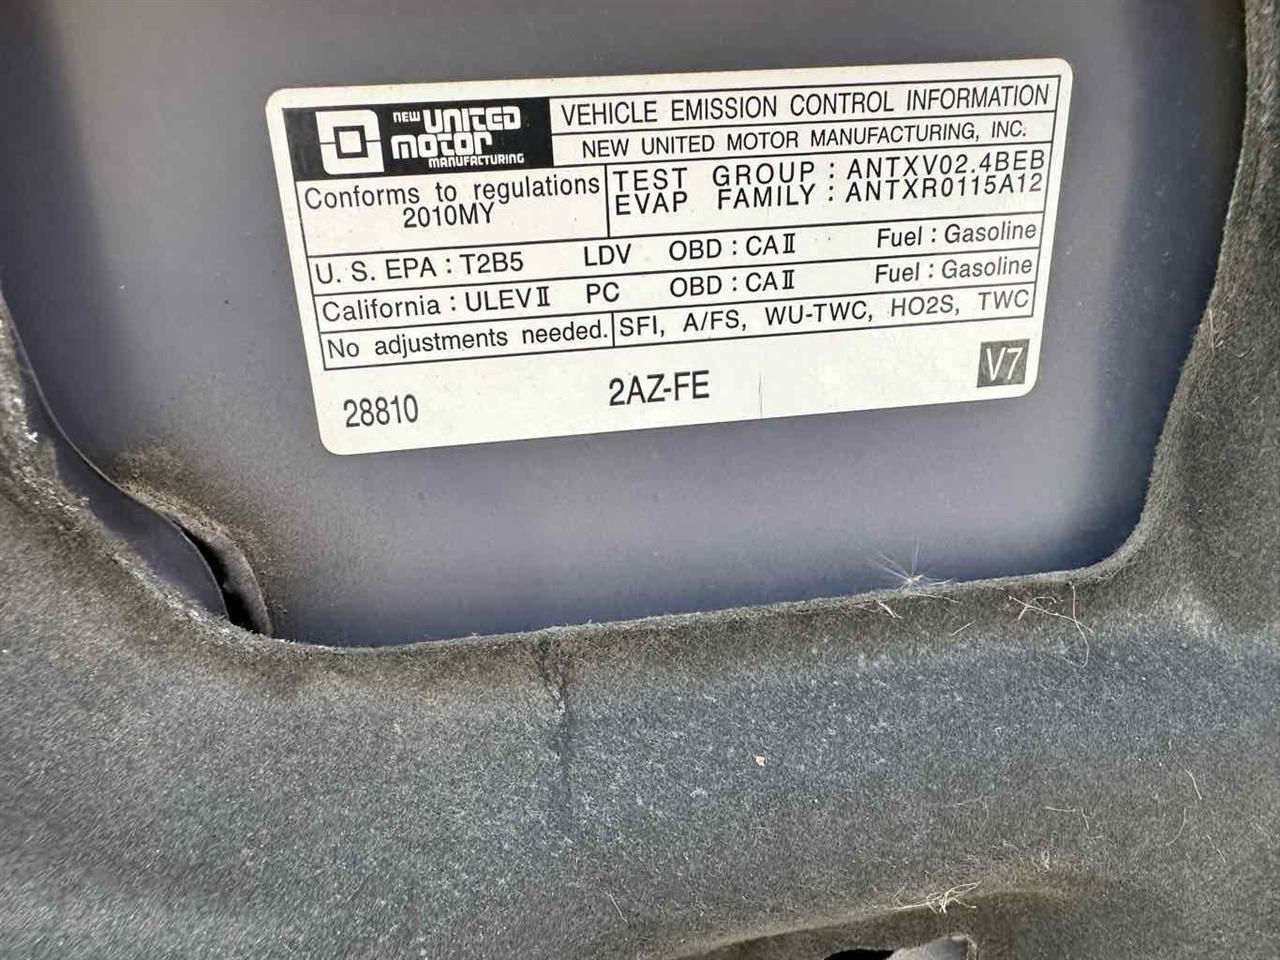 NEW UNITED
MOTOR
MANUFACTURING
VEHICLE EMISSION CONTROL INFORMATION
NEW UNITED MOTOR MANUFACTURING, INC.
Conforms to regulations
2010MY
TEST GROUP : ANTXV02.4BEB
EVAP FAMILY : ANTXR0115A12
U. S. EPA : T2B5 LDV OBD : CAⅡ Fuel : Gasoline
California : ULEVⅡ PC OBD : CAⅡ Fuel : Gasoline
No adjustments needed. SFI, A/FS, WU-TWC, HO2S, TWC
28810 2AZ-FE V7